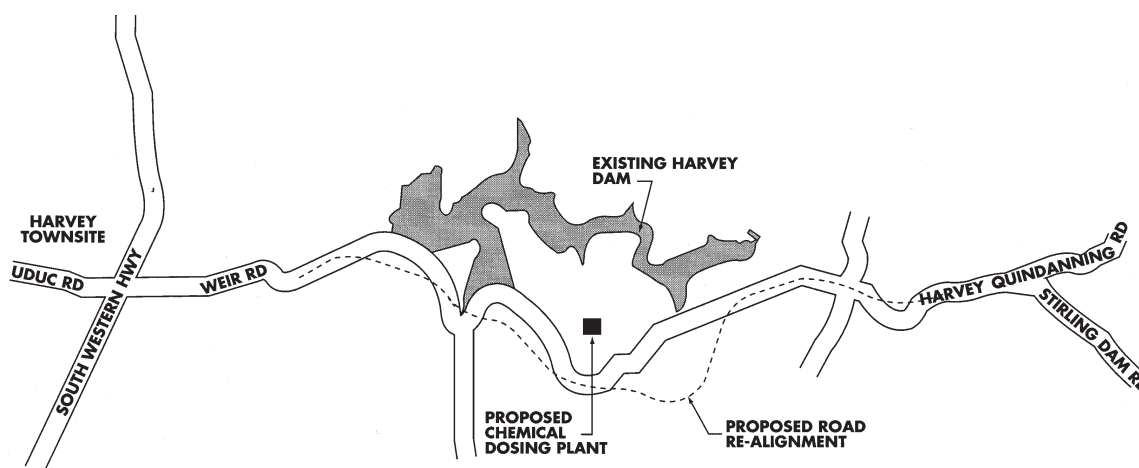 EXISTING HARVEY
DAM
HARVEY
TOWNSITE
UDUC RD
WEIR RD
SOUTH WESTERN HWY
HARVEY QUINDANNING RD
STIRLING DAM RD
PROPOSED
CHEMICAL
DOSING PLANT
PROPOSED ROAD
RE-ALIGNMENT